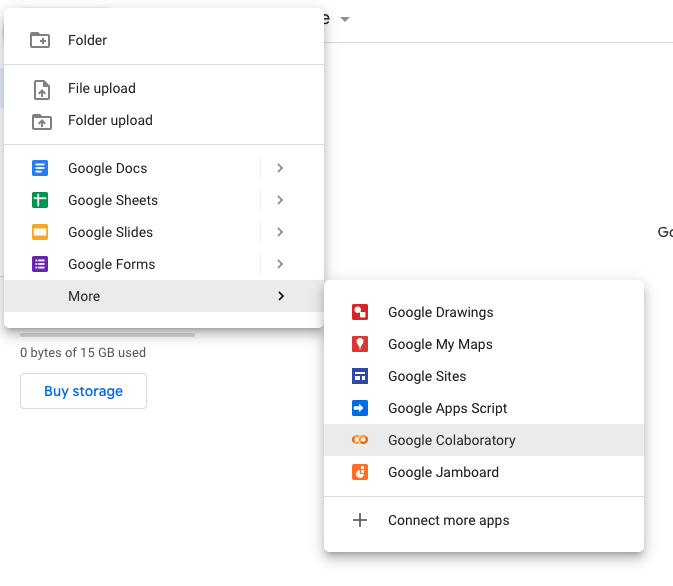 Folder
File upload
Folder upload
Google Docs
Google Sheets
Google Slides
Google Forms
More
0 bytes of 15 GB used
Buy storage
Google Drawings
Google My Maps
Google Sites
Google Apps Script
Google Colaboratory
Google Jamboard
Connect more apps